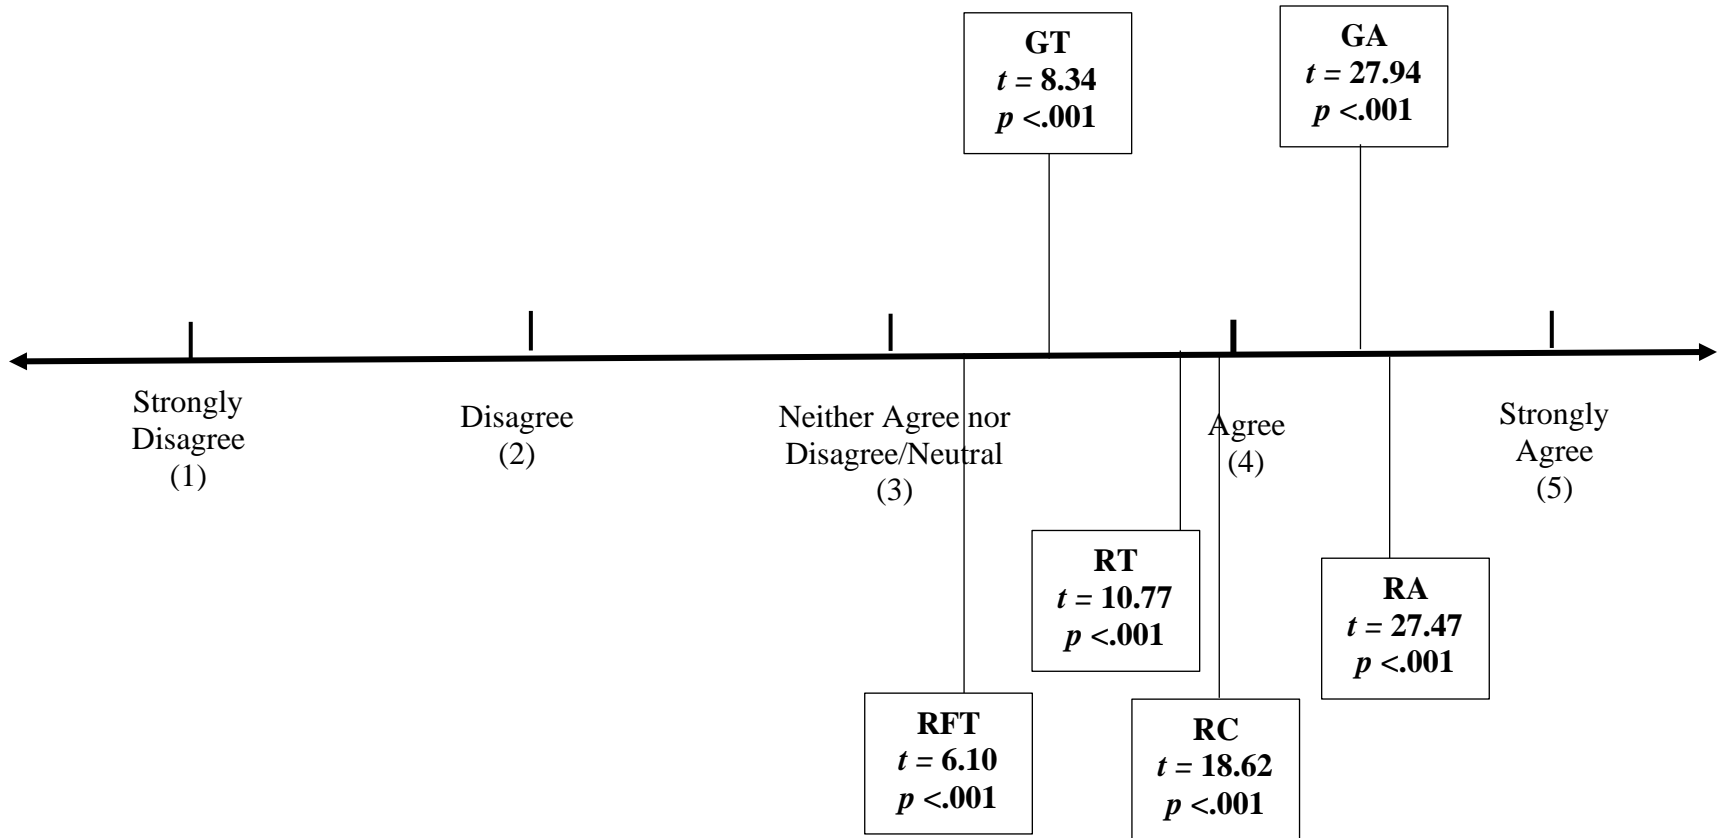 GT
t = 8.34
p <.001
GA
t = 27.94
p <.001
Strongly
Disagree
(1)
Disagree
(2)
Neither Agree nor
Disagree/Neutral
(3)
Agree
(4)
Strongly
Agree
(5)
RT
t = 10.77
p <.001
RA
t = 27.47
p <.001
RFT
t = 6.10
p <.001
RC
t = 18.62
p <.001